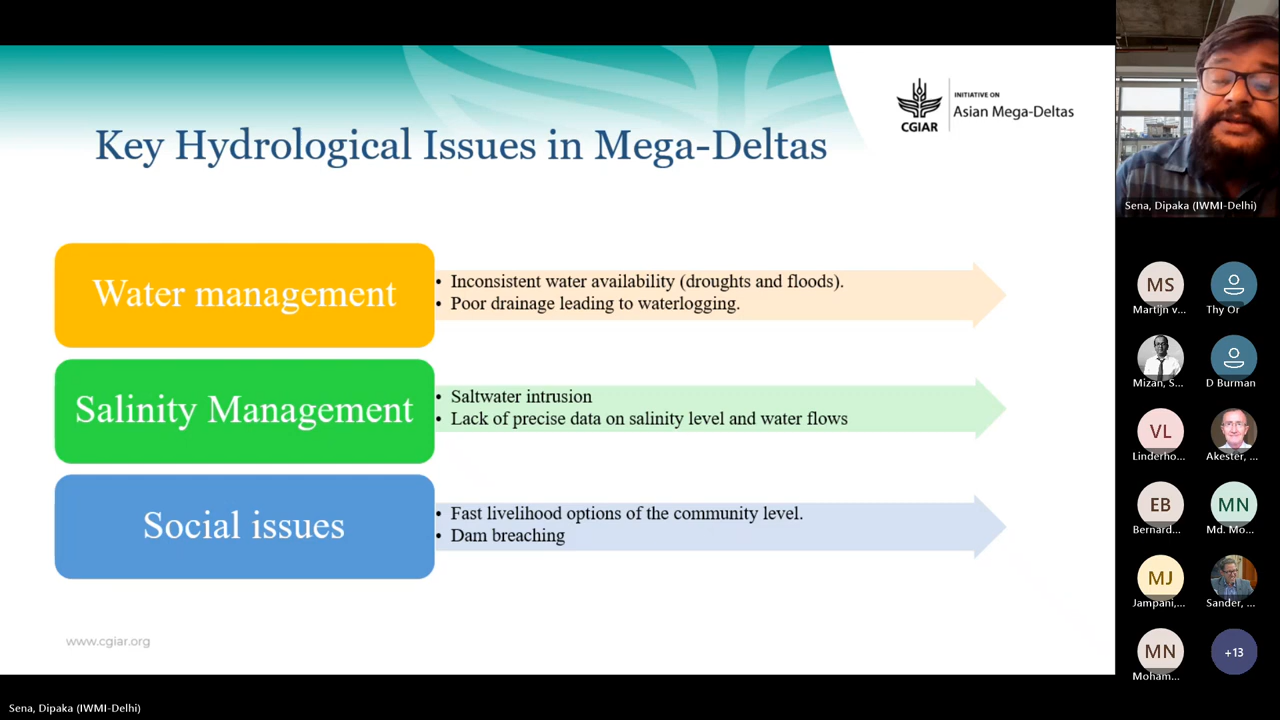 Key Hydrological Issues in Mega-Deltas
CGIAR
INITIATIVE ON
Asian Mega-Deltas
Water management
• Inconsistent water availability (droughts and floods).
• Poor drainage leading to waterlogging.
Salinity Management
• Saltwater intrusion
• Lack of precise data on salinity level and water flows
Social issues
• Fast livelihood options of the community level.
• Dam breaching
www.cgiar.org
Sena, Dipaka (IWMI-Delhi)
Sena, Dipaka (IWMI-Delhi)
MS
Martijn v...
Thy Or
Mizan, S...
D Burman
VL
Linderho...
Akester, ...
EB
Bernard...
MN
Md. Mo...
MJ
Jampani,...
Sander, ...
MN
Moham...
+13